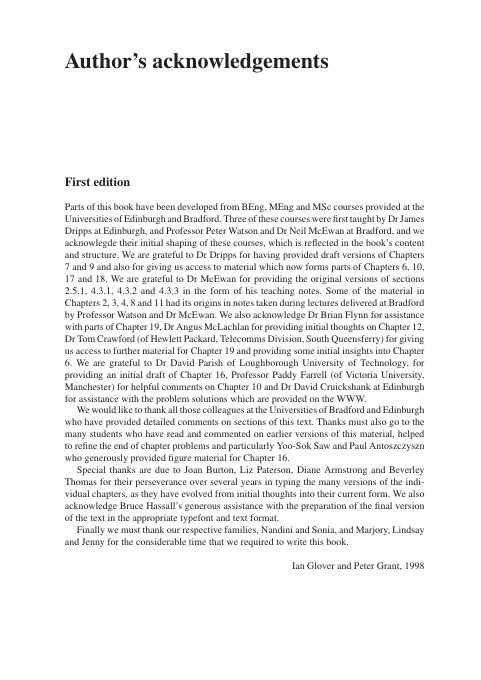 Author's acknowledgements
First edition
Parts of this book have been developed from BEng, MEng and MSc courses provided at the
Universities of Edinburgh and Bradford. Three of these courses were first taught by Dr James
Dripps at Edinburgh, and Professor Peter Watson and Dr Neil McEwan at Bradford, and we
acknowlegde their initial shaping of these courses, which is reflected in the book's content
and structure. We are grateful to Dr Dripps for having provided draft versions of Chapters
7 and 9 and also for giving us access to material which now forms parts of Chapters 6, 10,
17 and 18. We are grateful to Dr McEwan for providing the original versions of sections
2.5.1, 4.3.1, 4.3.2 and 4.3.3 in the form of his teaching notes. Some of the material in
Chapters 2, 3, 4, 8 and 11 had its origins in notes taken during lectures delivered at Bradford
by Professor Watson and Dr McEwan. We also acknowledge Dr Brian Flynn for assistance
with parts of Chapter 19, Dr Angus McLachlan for providing initial thoughts on Chapter 12,
Dr Tom Crawford (of Hewlett Packard, Telecomms Division, South Queensferry) for giving
us access to further material for Chapter 19 and providing some initial insights into Chapter
6. We are grateful to Dr David Parish of Loughborough University of Technology, for
providing an initial draft of Chapter 16, Professor Paddy Farrell (of Victoria University,
Manchester) for helpful comments on Chapter 10 and Dr David Cruickshank at Edinburgh
for assistance with the problem solutions which are provided on the WWW.
We would like to thank all those colleagues at the Universities of Bradford and Edinburgh
who have provided detailed comments on sections of this text. Thanks must also go to the
many students who have read and commented on earlier versions of this material, helped
to refine the end of chapter problems and particularly Yoo-Sok Saw and Paul Antoszczyszn
who generously provided figure material for Chapter 16.
Special thanks are due to Joan Burton, Liz Paterson, Diane Armstrong and Beverley
Thomas for their perseverance over several years in typing the many versions of the indi-
vidual chapters, as they have evolved from initial thoughts into their current form. We also
acknowledge Bruce Hassall's generous assistance with the preparation of the final version
of the text in the appropriate typefont and text format.
Finally we must thank our respective families, Nandini and Sonia, and Marjory, Lindsay
and Jenny for the considerable time that we required to write this book.
Ian Glover and Peter Grant, 1998